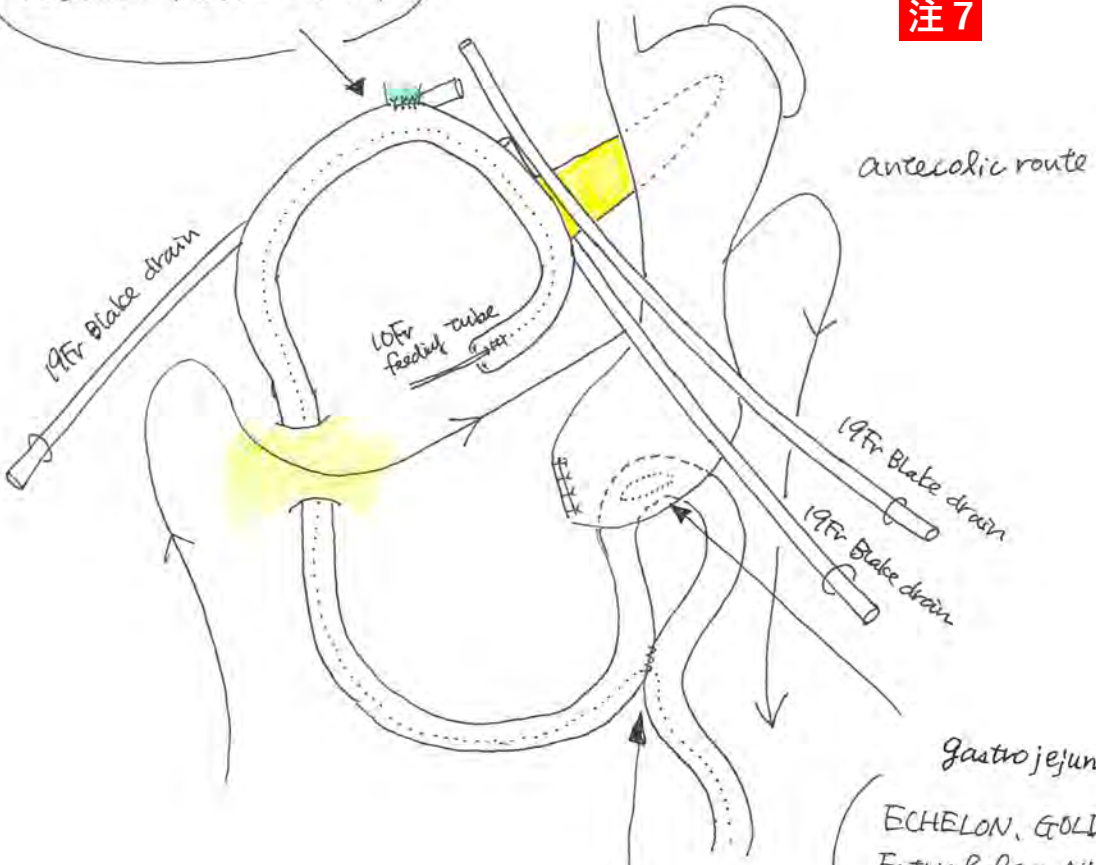 注7
antecolic route
19Fr Blake drain
10Fr
feeding tube
19Fr Blake drain
19Fr Blake drain
gastrojejun
ECHELON, GOLD